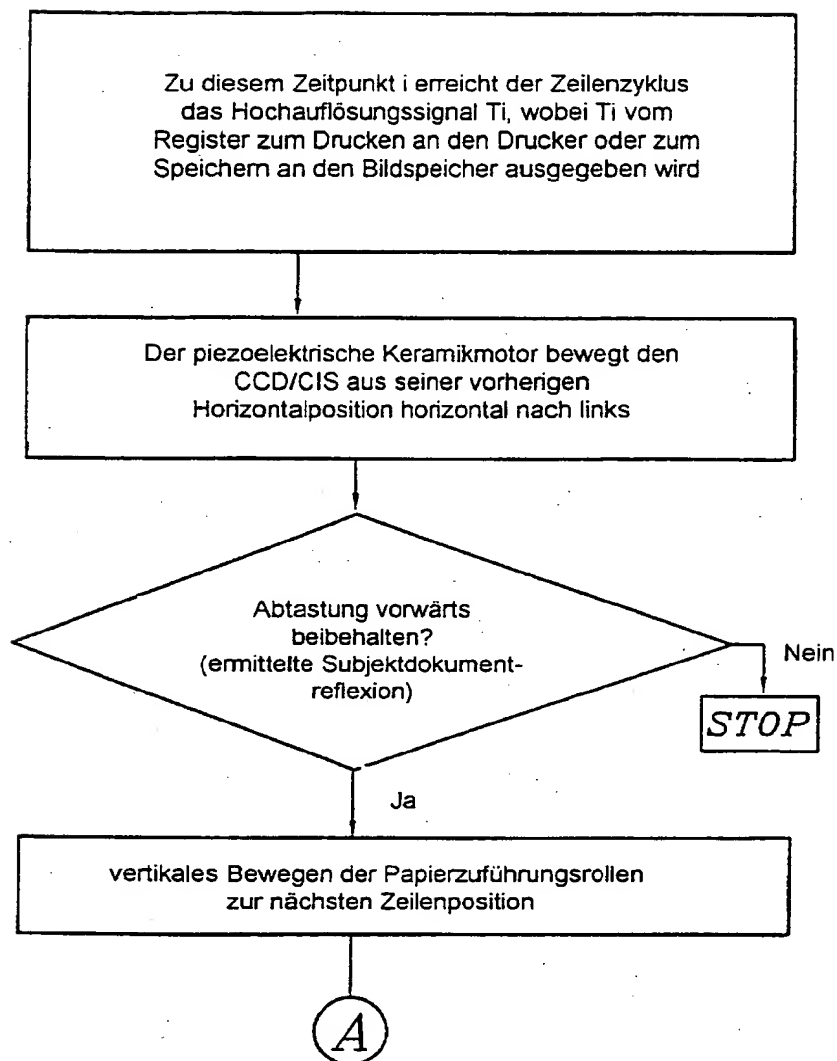 Zu diesem Zeitpunkt i erreicht der Zeilenzyklus
das Hochauflösungssignal Ti, wobei Ti vom
Register zum Drucken an den Drucker oder zum
Speichern an den Bildspeicher ausgegeben wird
Der piezoelektrische Keramikmotor bewegt den
CCD/CIS aus seiner vorherigen
Horizontalposition horizontal nach links
Abtastung vorwärts
beibehalten?
(ermittelte Subjektdokument-
reflexion)
Nein
STOP
Ja
vertikales Bewegen der Papierzuführungsrollen
zur nächsten Zeilenposition
A